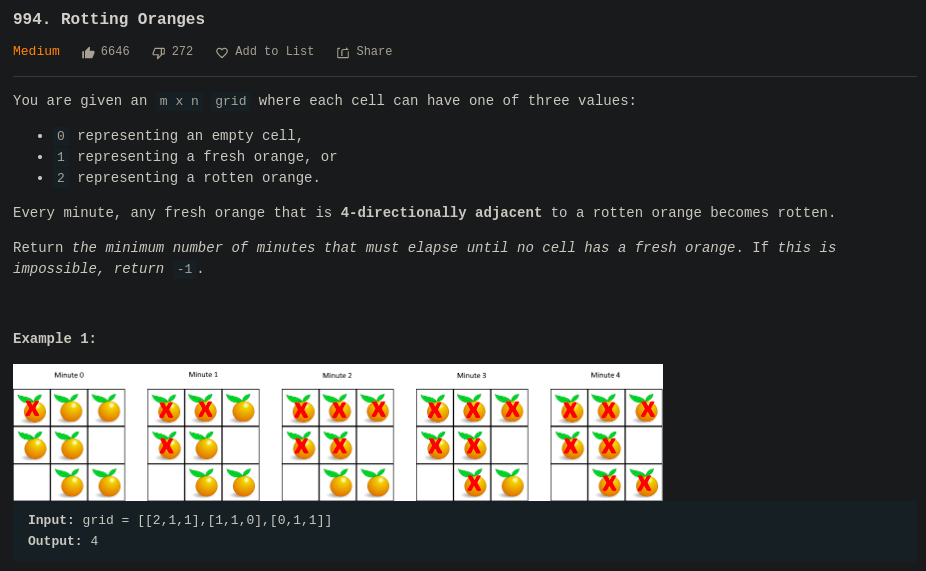 994. Rotting Oranges
Medium 6646 272 Add to List Share
You are given an m x n grid where each cell can have one of three values:
• 0 representing an empty cell,
• 1 representing a fresh orange, or
• 2 representing a rotten orange.
Every minute, any fresh orange that is 4-directionally adjacent to a rotten orange becomes rotten.
Return the minimum number of minutes that must elapse until no cell has a fresh orange. If this is
impossible, return -1.
Example 1:
Minute 0 Minute 1 Minute 2 Minute 3 Minute 4
Input: grid = [[2,1,1],[1,1,0],[0,1,1]]
Output: 4